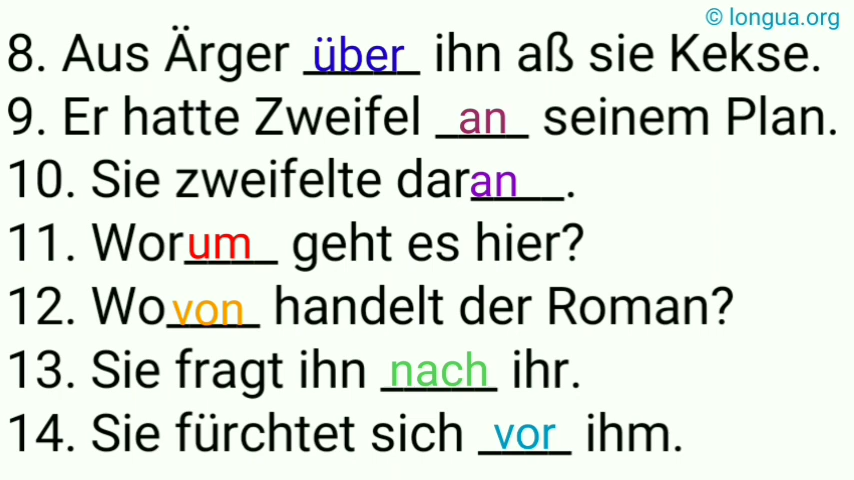 © longua.org
8. Aus Ärger über ihn aß sie Kekse.
9. Er hatte Zweifel an seinem Plan.
10. Sie zweifelte daran.
11. Worum geht es hier?
12. Wovon handelt der Roman?
13. Sie fragt ihn nach ihr.
14. Sie fürchtet sich vor ihm.